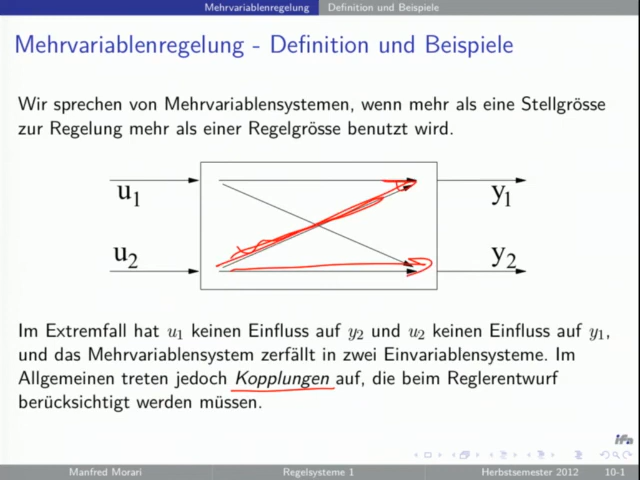 Mehrvariablenregelung Definition und Beispiele
Mehrvariablenregelung - Definition und Beispiele
Wir sprechen von Mehrvariablensystemen, wenn mehr als eine Stellgrösse
zur Regelung mehr als einer Regelgrösse benutzt wird.
u1 y1
u2 y2
Im Extremfall hat u1 keinen Einfluss auf y2 und u2 keinen Einfluss auf y1,
und das Mehrvariablensystem zerfällt in zwei Einvariablensysteme. Im
Allgemeinen treten jedoch Kopplungen auf, die beim Reglerentwurf
berücksichtigt werden müssen.
ifa
Manfred Morari Regelsysteme 1 Herbstsemester 2012 10-1